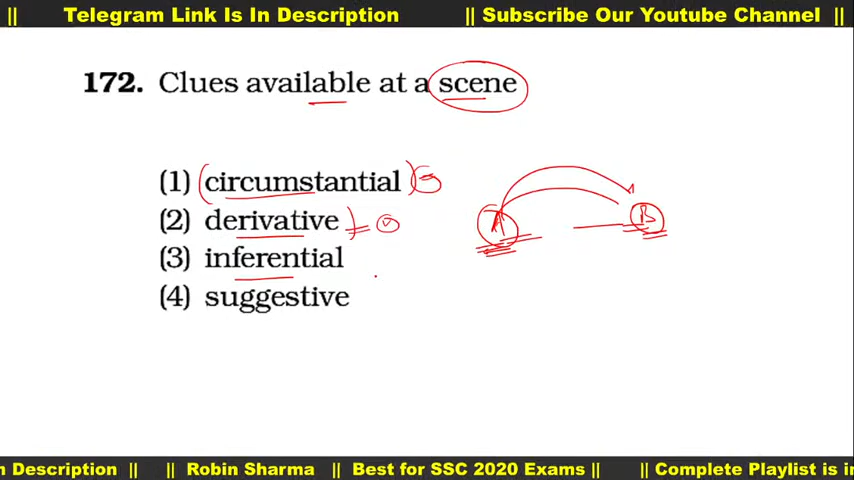 || Telegram Link Is In Description || Subscribe Our Youtube Channel ||
172. Clues available at a scene
(1) circumstantial
(2) derivative
A B
(3) inferential
(4) suggestive
n Description || || Robin Sharma || Best for SSC 2020 Exams || || Complete Playlist is in